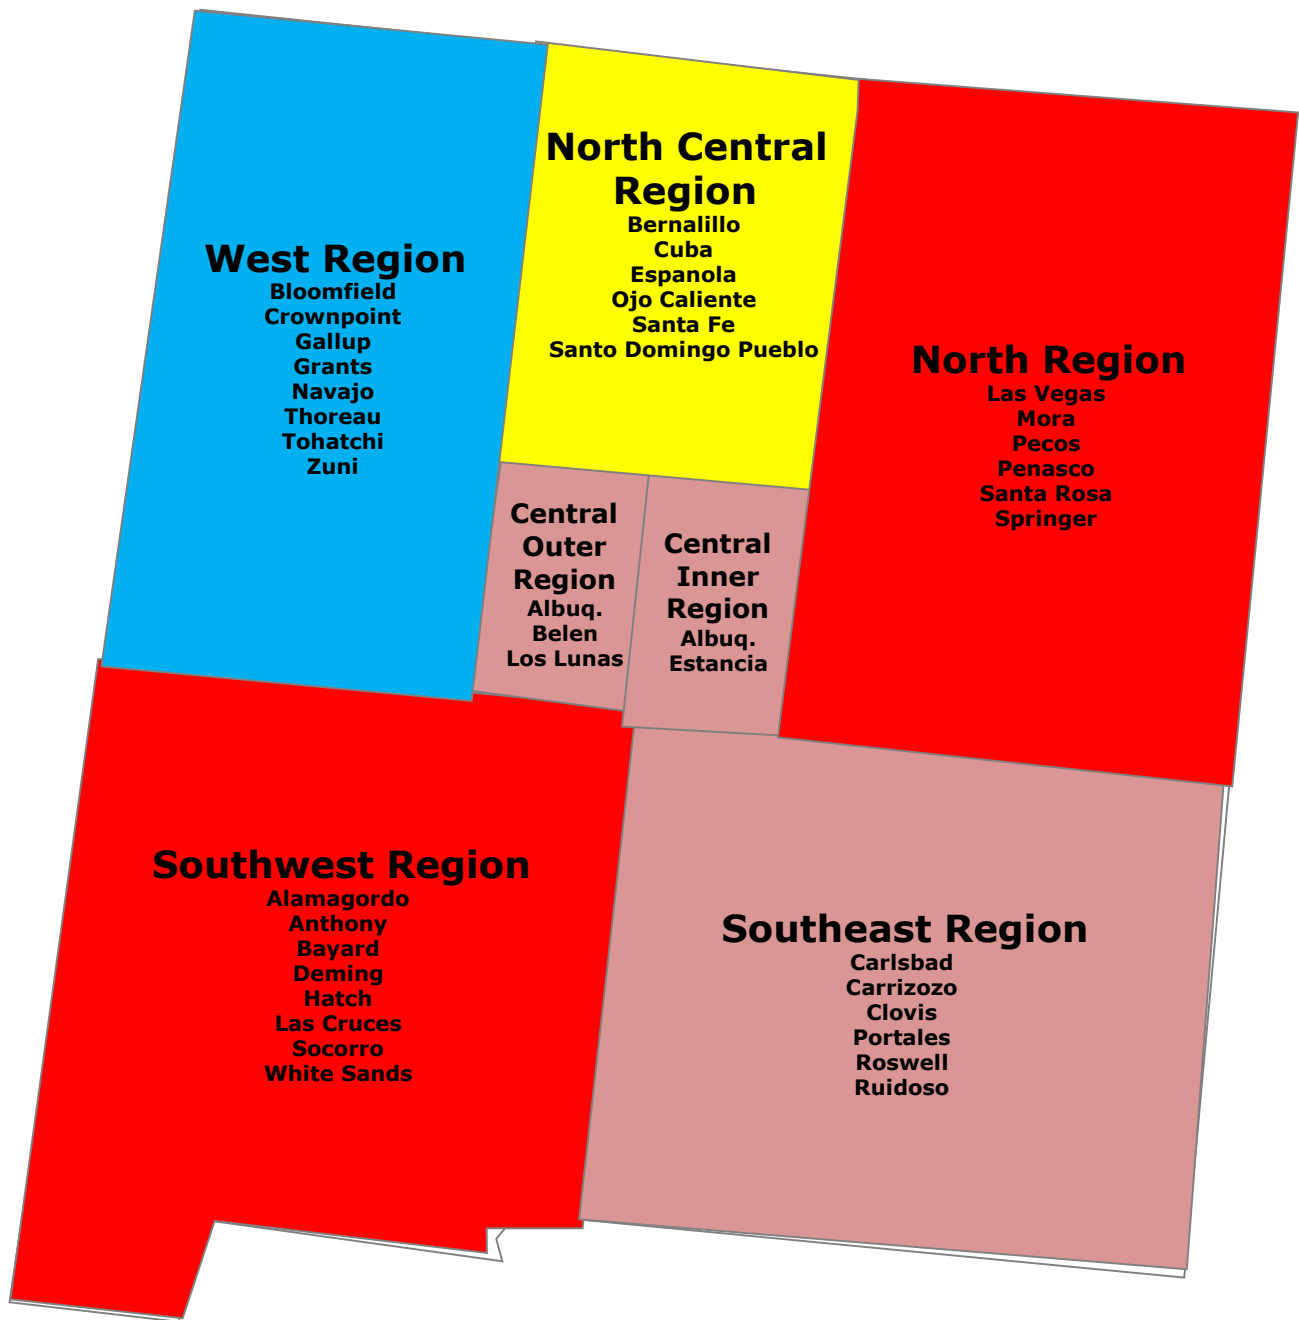 North Central
Region
Bernalillo
Cuba
Espanola
Ojo Caliente
Santa Fe
Santo Domingo Pueblo
West Region
Bloomfield
Crownpoint
Gallup
Grants
Navajo
Thoreau
Tohatchi
Zuni
North Region
Las Vegas
Mora
Pecos
Penasco
Santa Rosa
Springer
Central
Outer
Region
Albuq.
Belen
Los Lunas
Central
Inner
Region
Albuq.
Estancia
Southwest Region
Alamagordo
Anthony
Bayard
Deming
Hatch
Las Cruces
Socorro
White Sands
Southeast Region
Carlsbad
Carrizozo
Clovis
Portales
Roswell
Ruidoso